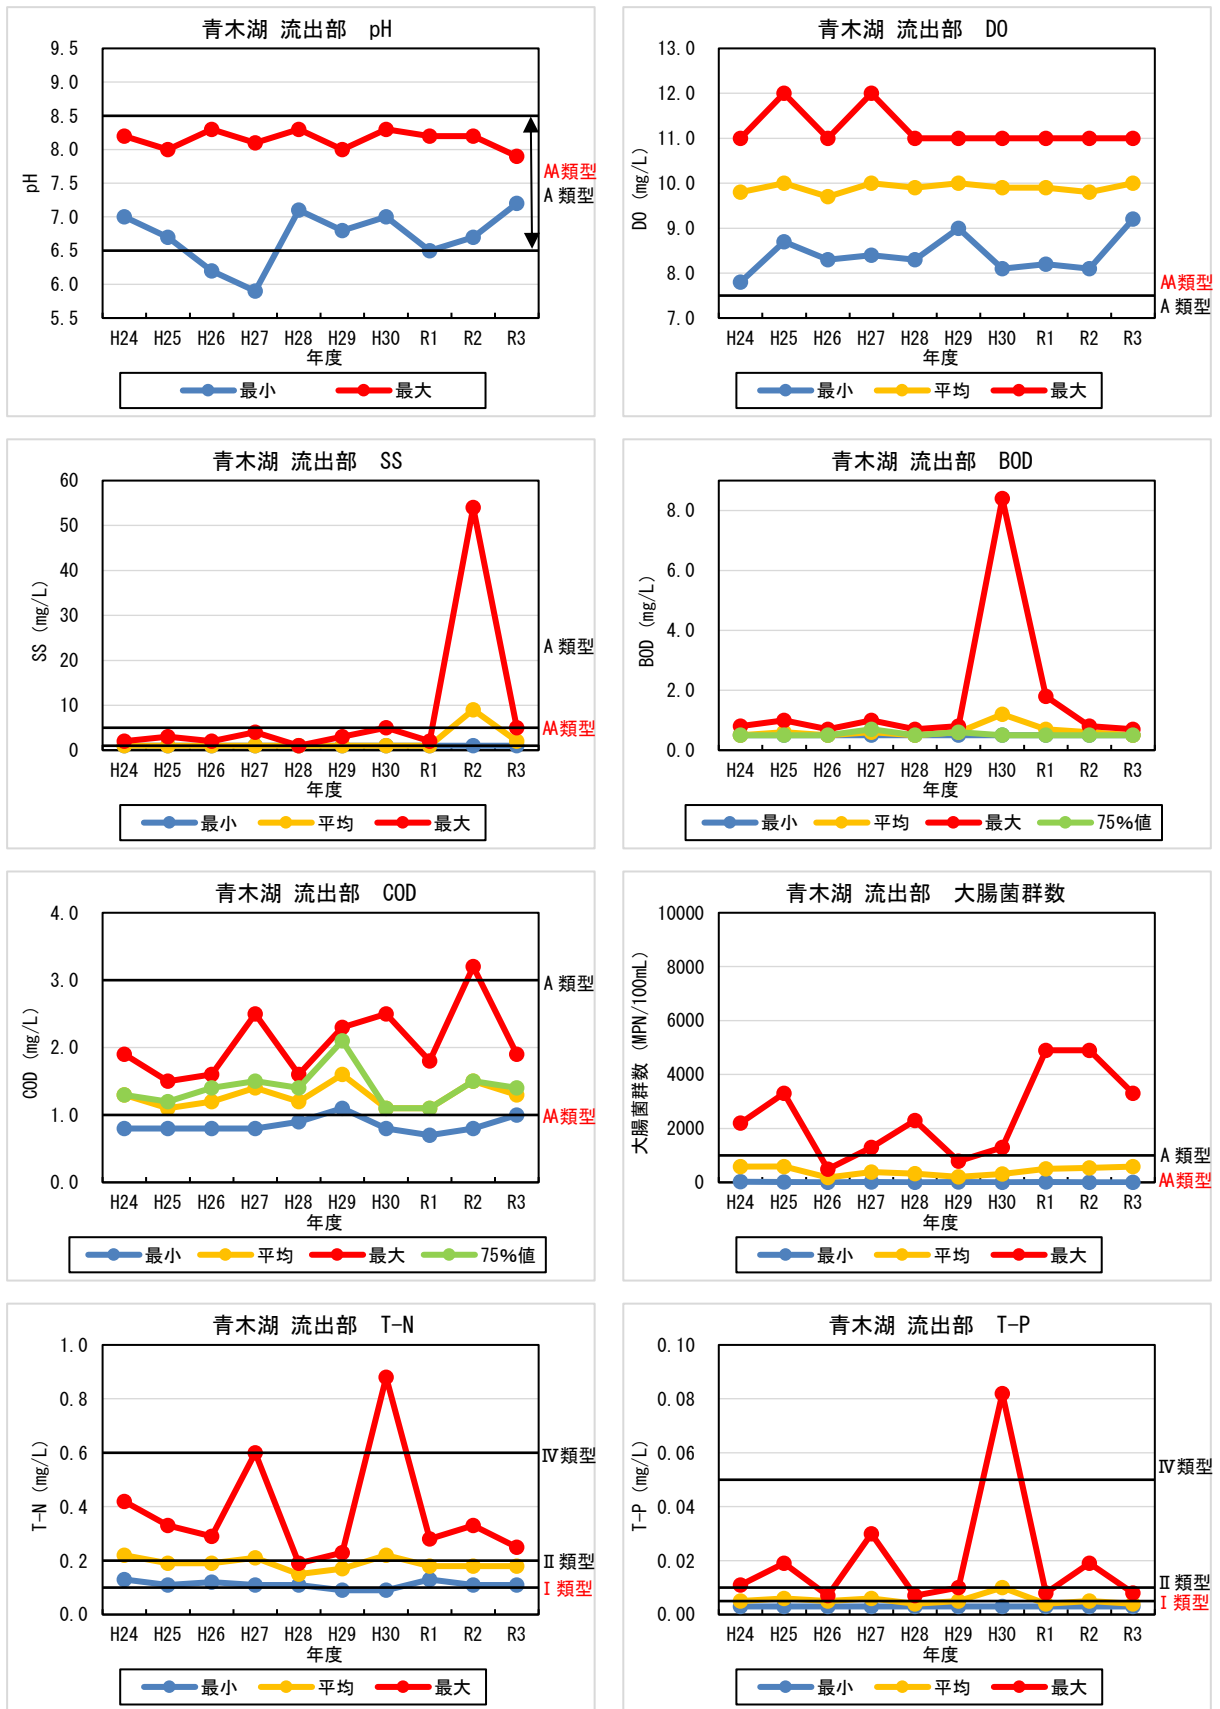 青木湖 流出部　pH
9.5
9.0
8.5
8.0
7.5
7.0
6.5
6.0
5.5
pH
AA類型
A 類型
H24 H25 H26 H27 H28 H29 H30 R1 R2 R3
年度
最小 最大
青木湖 流出部　DO
13.0
12.0
11.0
10.0
9.0
8.0
7.0
DO (mg/L)
AA類型
A 類型
H24 H25 H26 H27 H28 H29 H30 R1 R2 R3
年度
最小 平均 最大
青木湖 流出部　SS
60
50
40
30
20
10
0
SS (mg/L)
A 類型
AA類型
H24 H25 H26 H27 H28 H29 H30 R1 R2 R3
年度
最小 平均 最大
青木湖 流出部　BOD
8.0
6.0
4.0
2.0
0.0
BOD (mg/L)
H24 H25 H26 H27 H28 H29 H30 R1 R2 R3
年度
最小 平均 最大 75%値
青木湖 流出部　COD
4.0
3.0
2.0
1.0
0.0
COD (mg/L)
A 類型
AA類型
H24 H25 H26 H27 H28 H29 H30 R1 R2 R3
年度
最小 平均 最大 75%値
青木湖 流出部　大腸菌群数
10000
8000
6000
4000
2000
0
大腸菌群数 (MPN/100mL)
A 類型
AA類型
H24 H25 H26 H27 H28 H29 H30 R1 R2 R3
年度
最小 平均 最大
青木湖 流出部　T-N
1.0
0.8
0.6
0.4
0.2
0.0
T-N (mg/L)
Ⅳ類型
Ⅱ類型
Ⅰ類型
H24 H25 H26 H27 H28 H29 H30 R1 R2 R3
年度
最小 平均 最大
青木湖 流出部　T-P
0.10
0.08
0.06
0.04
0.02
0.00
T-P (mg/L)
Ⅳ類型
Ⅱ類型
Ⅰ類型
H24 H25 H26 H27 H28 H29 H30 R1 R2 R3
年度
最小 平均 最大